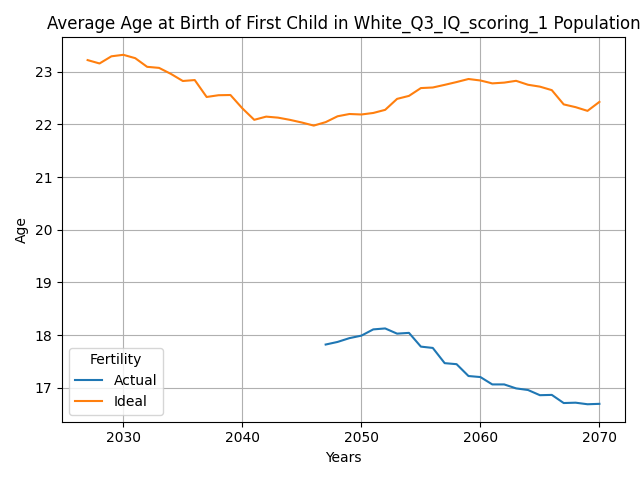 Average Age at Birth of First Child in White_Q3_IQ_scoring_1 Population
Age
23
22
21
20
19
18
17
Fertility
Actual
Ideal
2030 2040 2050 2060 2070
Years